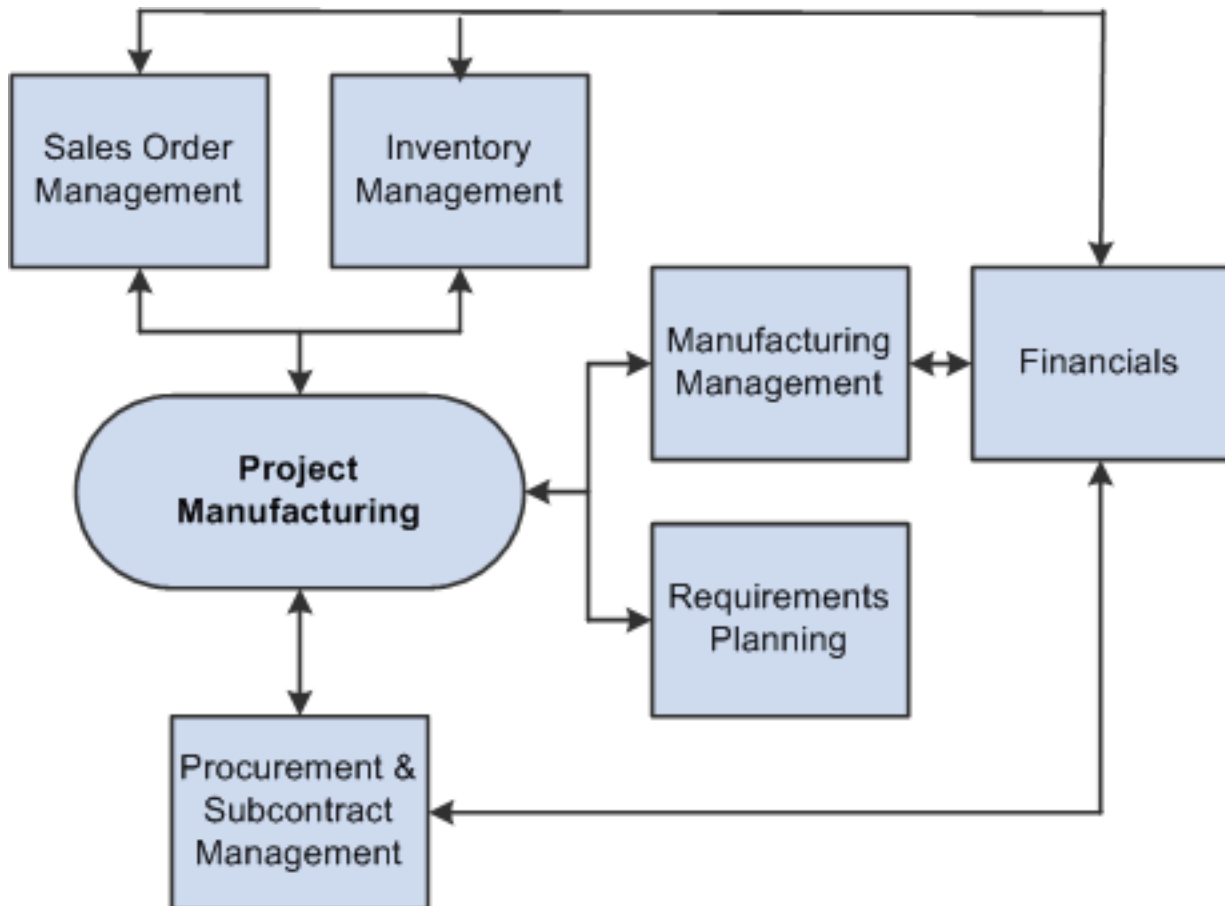 Sales Order
Management
Inventory
Management
Manufacturing
Management
Financials
Project
Manufacturing
Requirements
Planning
Procurement &
Subcontract
Management